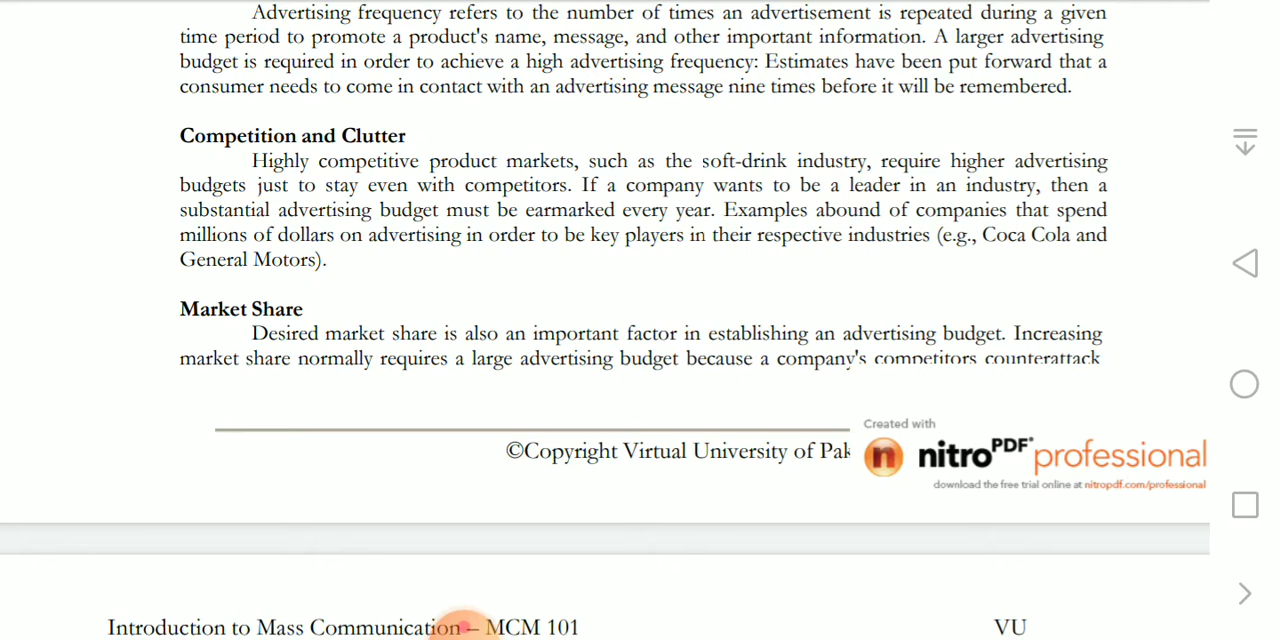 Advertising frequency refers to the number of times an advertisement is repeated during a given
time period to promote a product's name, message, and other important information. A larger advertising
budget is required in order to achieve a high advertising frequency: Estimates have been put forward that a
consumer needs to come in contact with an advertising message nine times before it will be remembered.
Competition and Clutter
Highly competitive product markets, such as the soft-drink industry, require higher advertising
budgets just to stay even with competitors. If a company wants to be a leader in an industry, then a
substantial advertising budget must be earmarked every year. Examples abound of companies that spend
millions of dollars on advertising in order to be key players in their respective industries (e.g., Coca Cola and
General Motors).
Market Share
Desired market share is also an important factor in establishing an advertising budget. Increasing
market share normally requires a large advertising budget because a company's competitors counterattack
©Copyright Virtual University of Pak
Created with
nitroPDF professional
download the free trial online at nitropdf.com/professional
Introduction to Mass Communication – MCM 101 VU